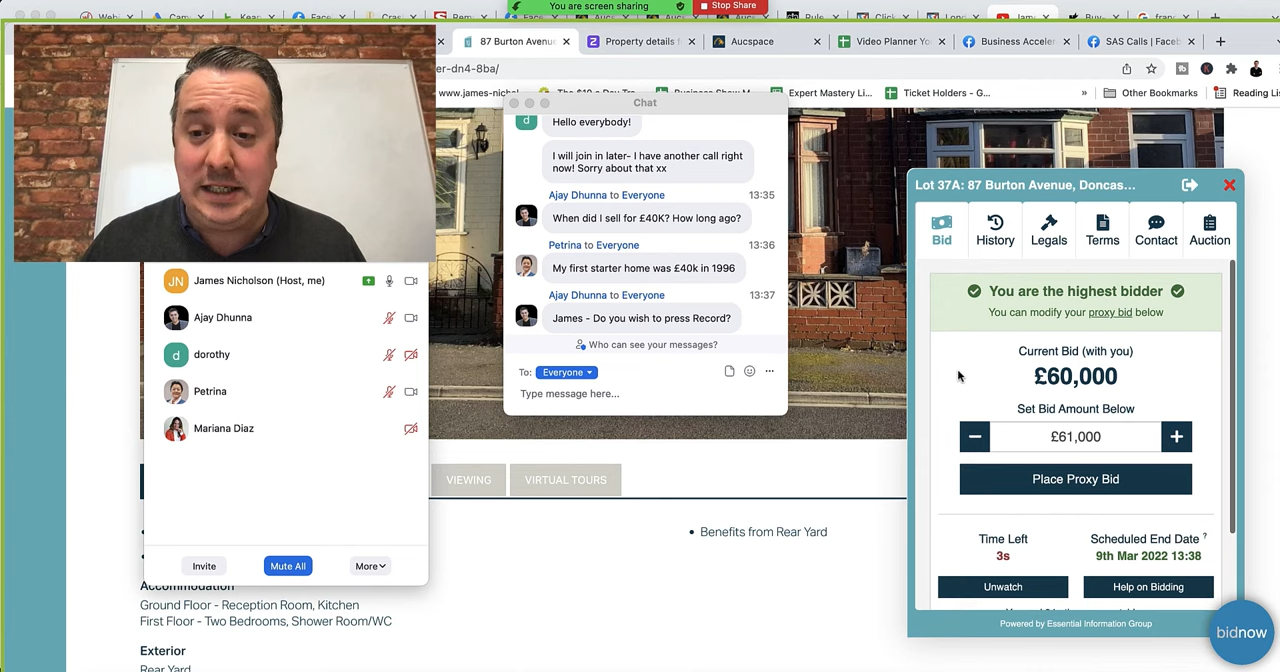 You are screen sharing
Stop Share
87 Burton Avenue
Property details f
Aucspace
Video Planner Yo
Business Acceler
SAS Calls | Faceb
er-dn4-8ba/
www.james-nichol
Expert Mastery Li...
Ticket Holders - G...
»
Other Bookmarks
Reading Lis
Chat
Hello everybody!
I will join in later- I have another call right
now! Sorry about that xx
Ajay Dhunna to Everyone 13:35
When did I sell for £40K? How long ago?
Petrina to Everyone 13:36
My first starter home was £40k in 1996
Ajay Dhunna to Everyone 13:37
James - Do you wish to press Record?
Who can see your messages?
To: Everyone
Type message here...
JN James Nicholson (Host, me)
Ajay Dhunna
d dorothy
Petrina
Mariana Diaz
Invite
Mute All
More
VIEWING
VIRTUAL TOURS
• Benefits from Rear Yard
Accommodation
Ground Floor - Reception Room, Kitchen
First Floor - Two Bedrooms, Shower Room/WC
Exterior
Rear Yard
Lot 37A: 87 Burton Avenue, Doncas...
Bid
History
Legals
Terms
Contact
Auction
You are the highest bidder
You can modify your proxy bid below
Current Bid (with you)
£60,000
Set Bid Amount Below
£61,000
Place Proxy Bid
Time Left
3s
Scheduled End Date ?
9th Mar 2022 13:38
Unwatch
Help on Bidding
Powered by Essential Information Group
bidnow